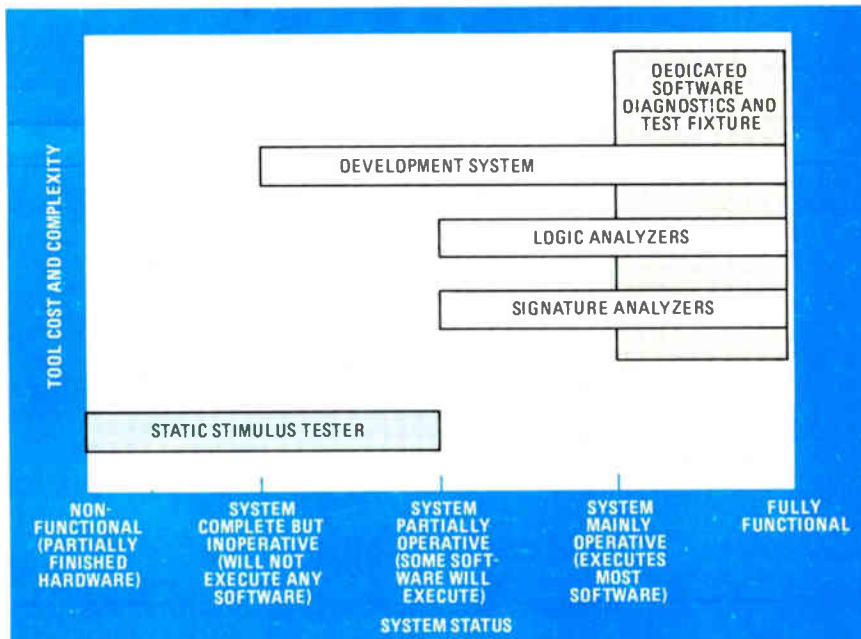 DEDICATED
SOFTWARE
DIAGNOSTICS AND
TEST FIXTURE
DEVELOPMENT SYSTEM
LOGIC ANALYZERS
SIGNATURE ANALYZERS
STATIC STIMULUS TESTER
TOOL COST AND COMPLEXITY
NON-
FUNCTIONAL
(PARTIALLY
FINISHED
HARDWARE)
SYSTEM
COMPLETE BUT
INOPERATIVE
(WILL NOT
EXECUTE ANY
SOFTWARE)
SYSTEM
PARTIALLY
OPERATIVE
(SOME SOFT-
WARE WILL
EXECUTE)
SYSTEM
MAINLY
OPERATIVE
(EXECUTES
MOST
SOFTWARE)
FULLY
FUNCTIONAL
SYSTEM STATUS